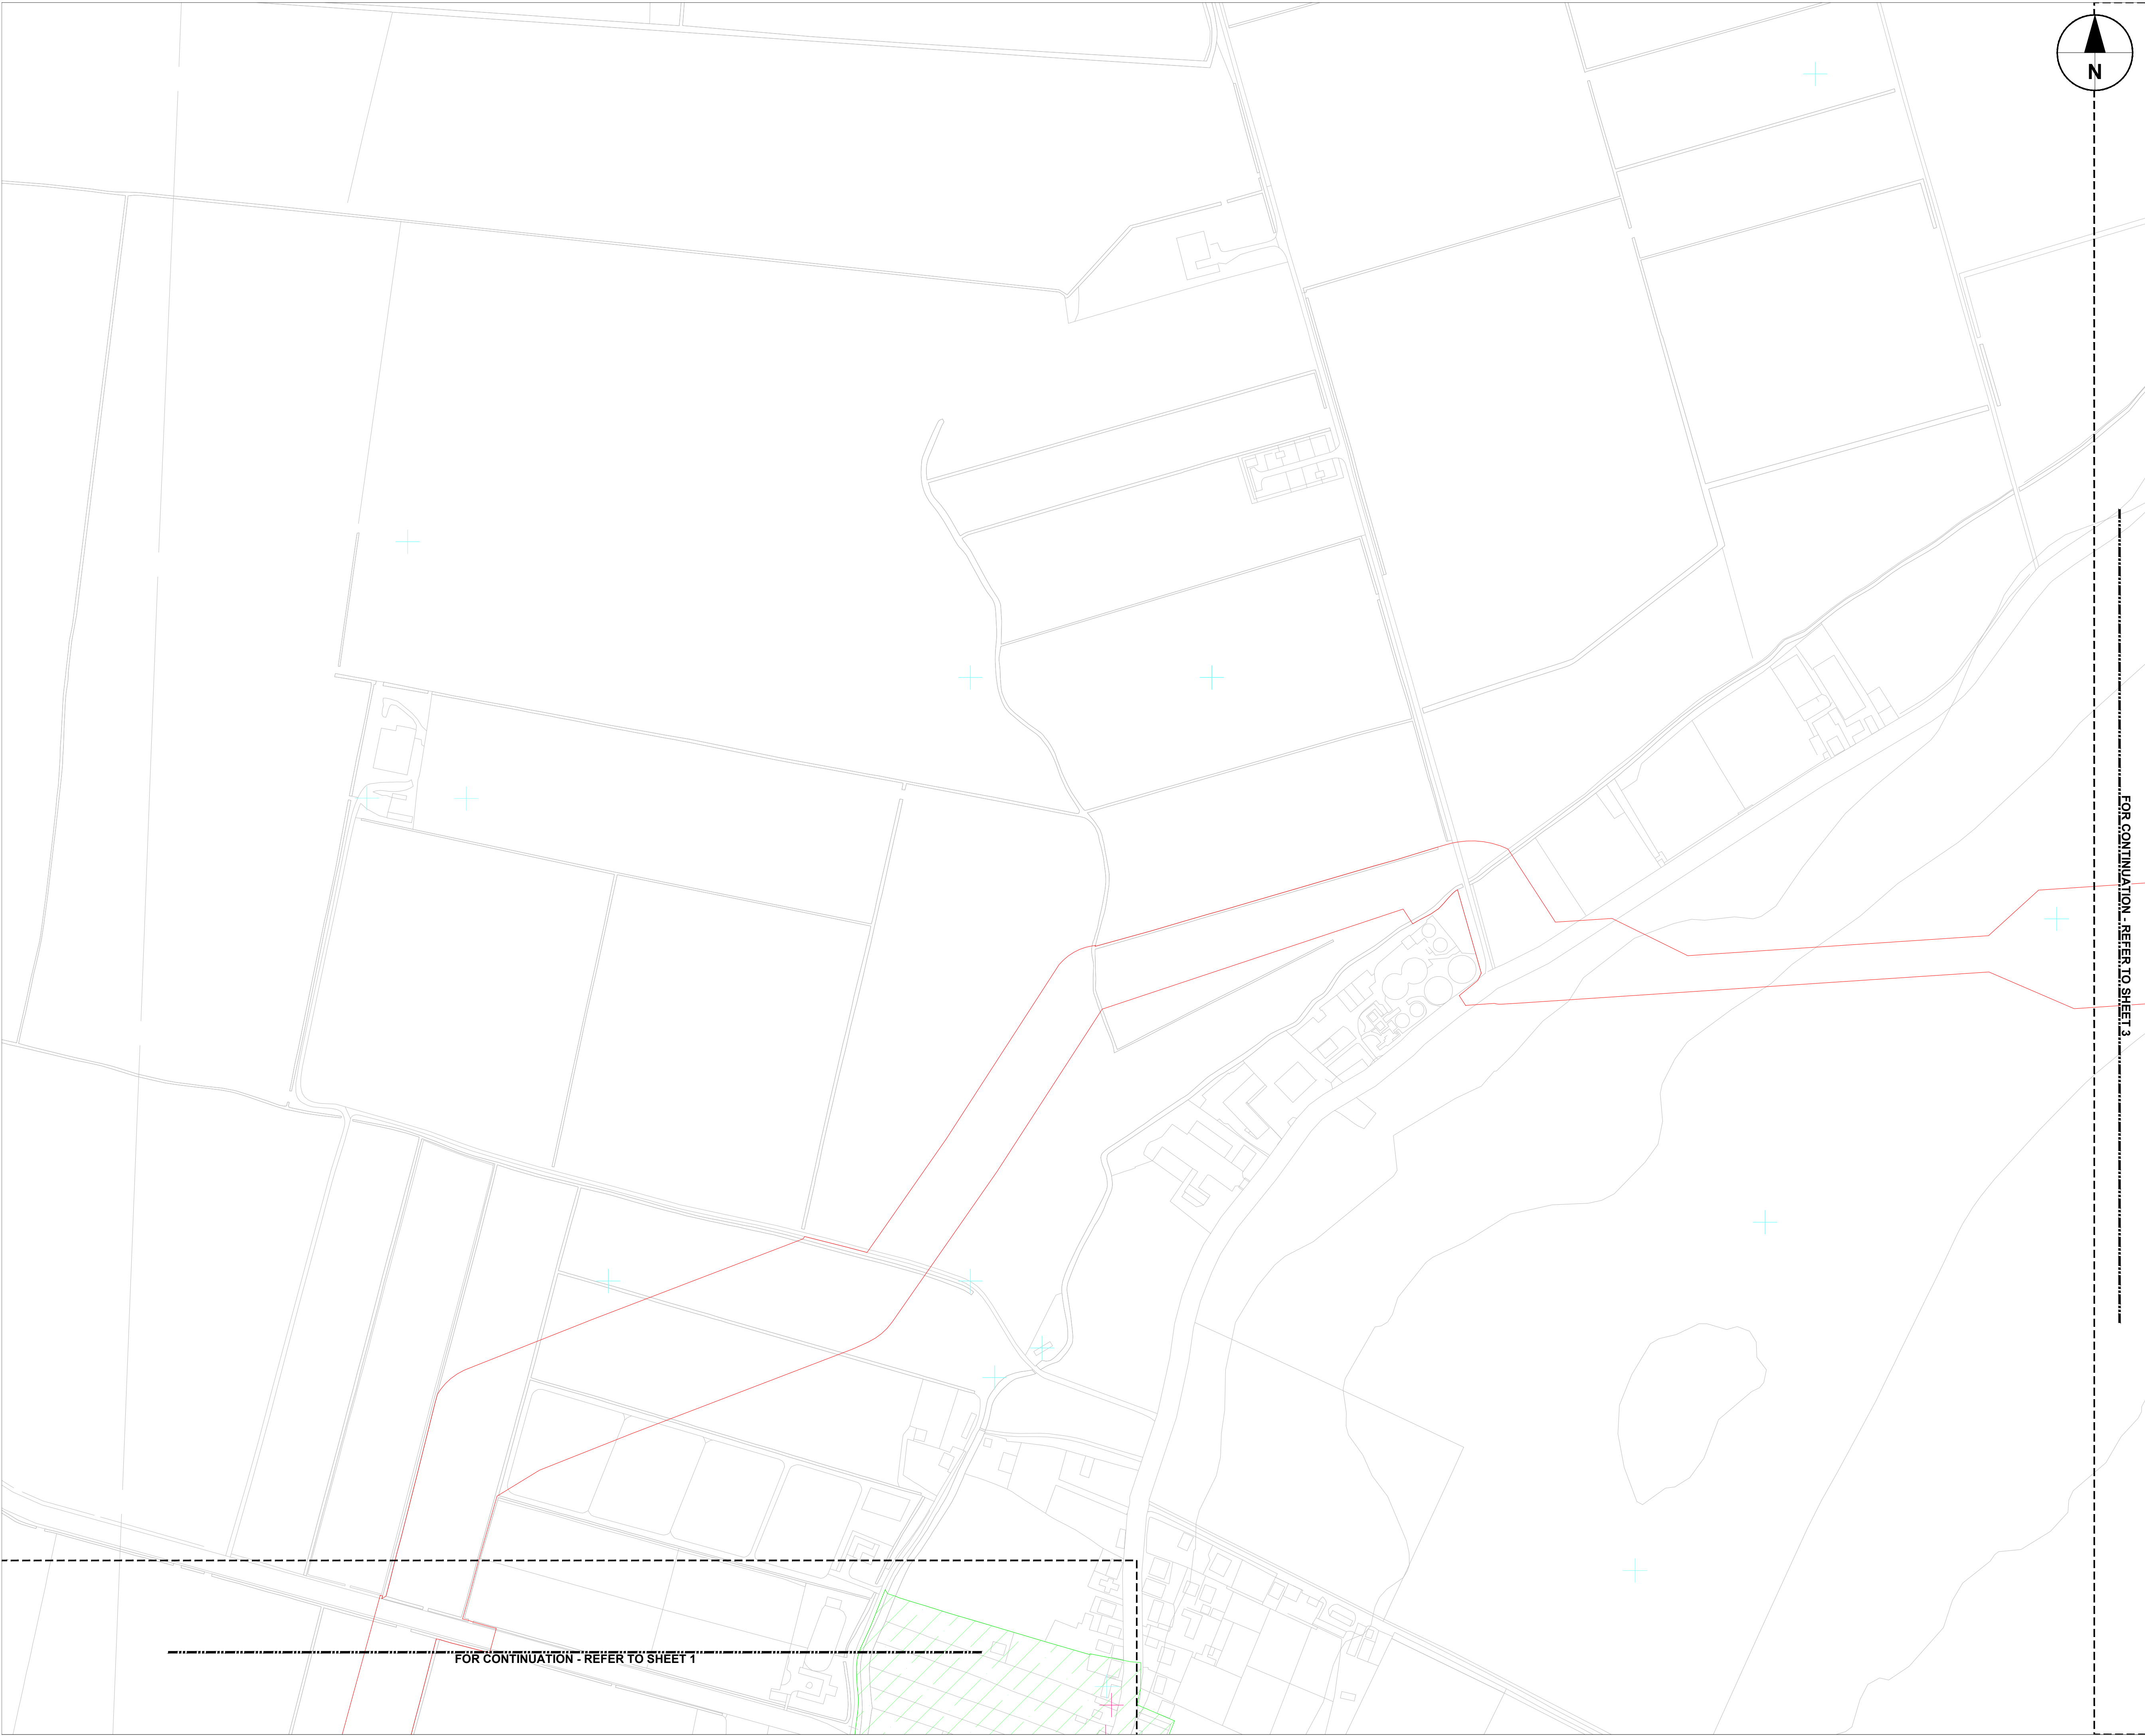 N
FOR CONTINUATION - REFER TO SHEET 3
FOR CONTINUATION - REFER TO SHEET 1